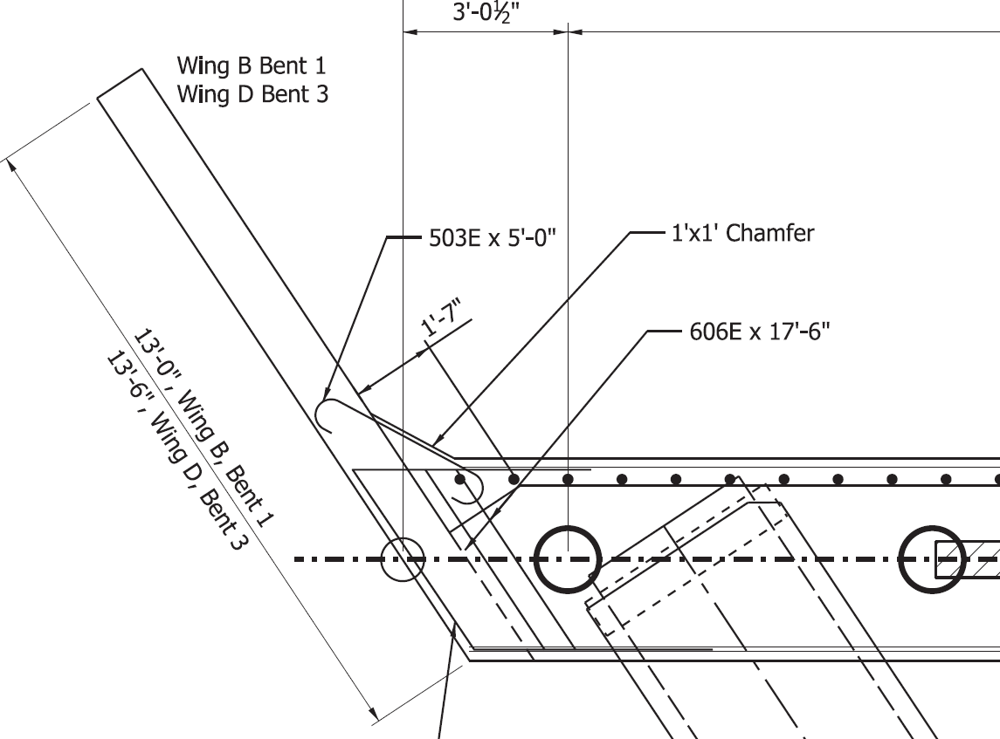 3'-0½"
Wing B Bent 1
Wing D Bent 3
503E x 5'-0"
1'x1' Chamfer
1'-7"
606E x 17'-6"
13'-0", Wing B, Bent 1
13'-6", Wing D, Bent 3